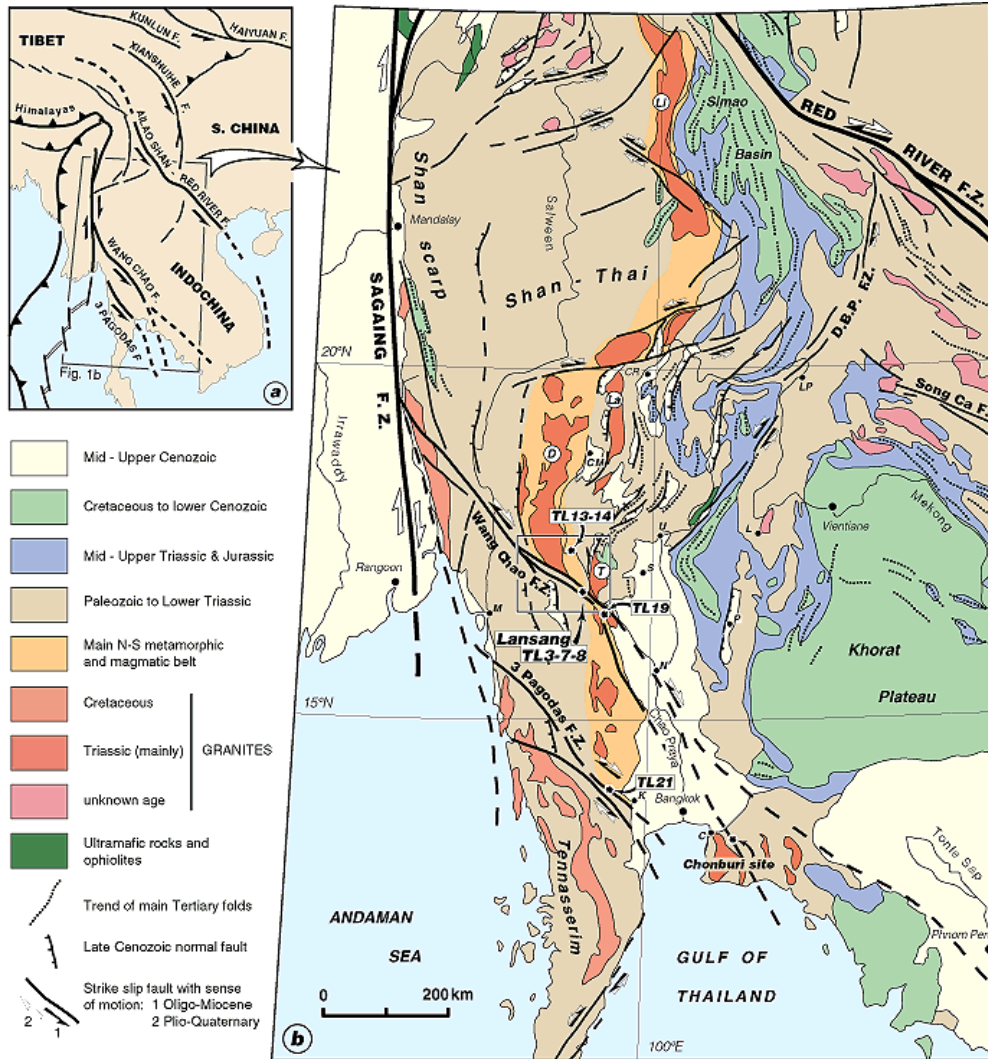 KUNLUN F.
HAIYUAN F.
TIBET
XIANSHUIHE F.
Himalayas
S. CHINA
AILAO SHAN - RED RIVER F.
WANG CHAO F.
INDOCHINA
3 PAGODAS F.
Fig. 1b
a
Mid - Upper Cenozoic
Cretaceous to lower Cenozoic
Mid - Upper Triassic & Jurassic
Paleozoic to Lower Triassic
Main N-S metamorphic
and magmatic belt
Cretaceous
Triassic (mainly)
GRANITES
unknown age
Ultramafic rocks and
ophiolites
Trend of main Tertiary folds
Late Cenozoic normal fault
Strike slip fault with sense
of motion: 1 Oligo-Miocene
2 Plio-Quaternary
2
1
Li
Simao
Basin
RED
RIVER F.Z.
Shan
scarp
Mandalay
Salween
Shan - Thai
SAGAING
F.Z.
D.B.P. F.Z.
20°N
CR
LP
Song Ca F.
La
Irrawaddy
D
CM
Mekong
TL13-14
Vientiane
Wang Chao F.Z.
U
L
T
S
Rangoon
M
TL19
P
Lansang
TL3-7-8
Khorat
Plateau
N
3 Pagodas F.Z.
15°N
Chao Praya
TL21
K
Bangkok
C
Chonburi site
Tonle Sap
Tennasserim
ANDAMAN
SEA
Phnom Pen
GULF OF
THAILAND
0
200 km
b
100°E